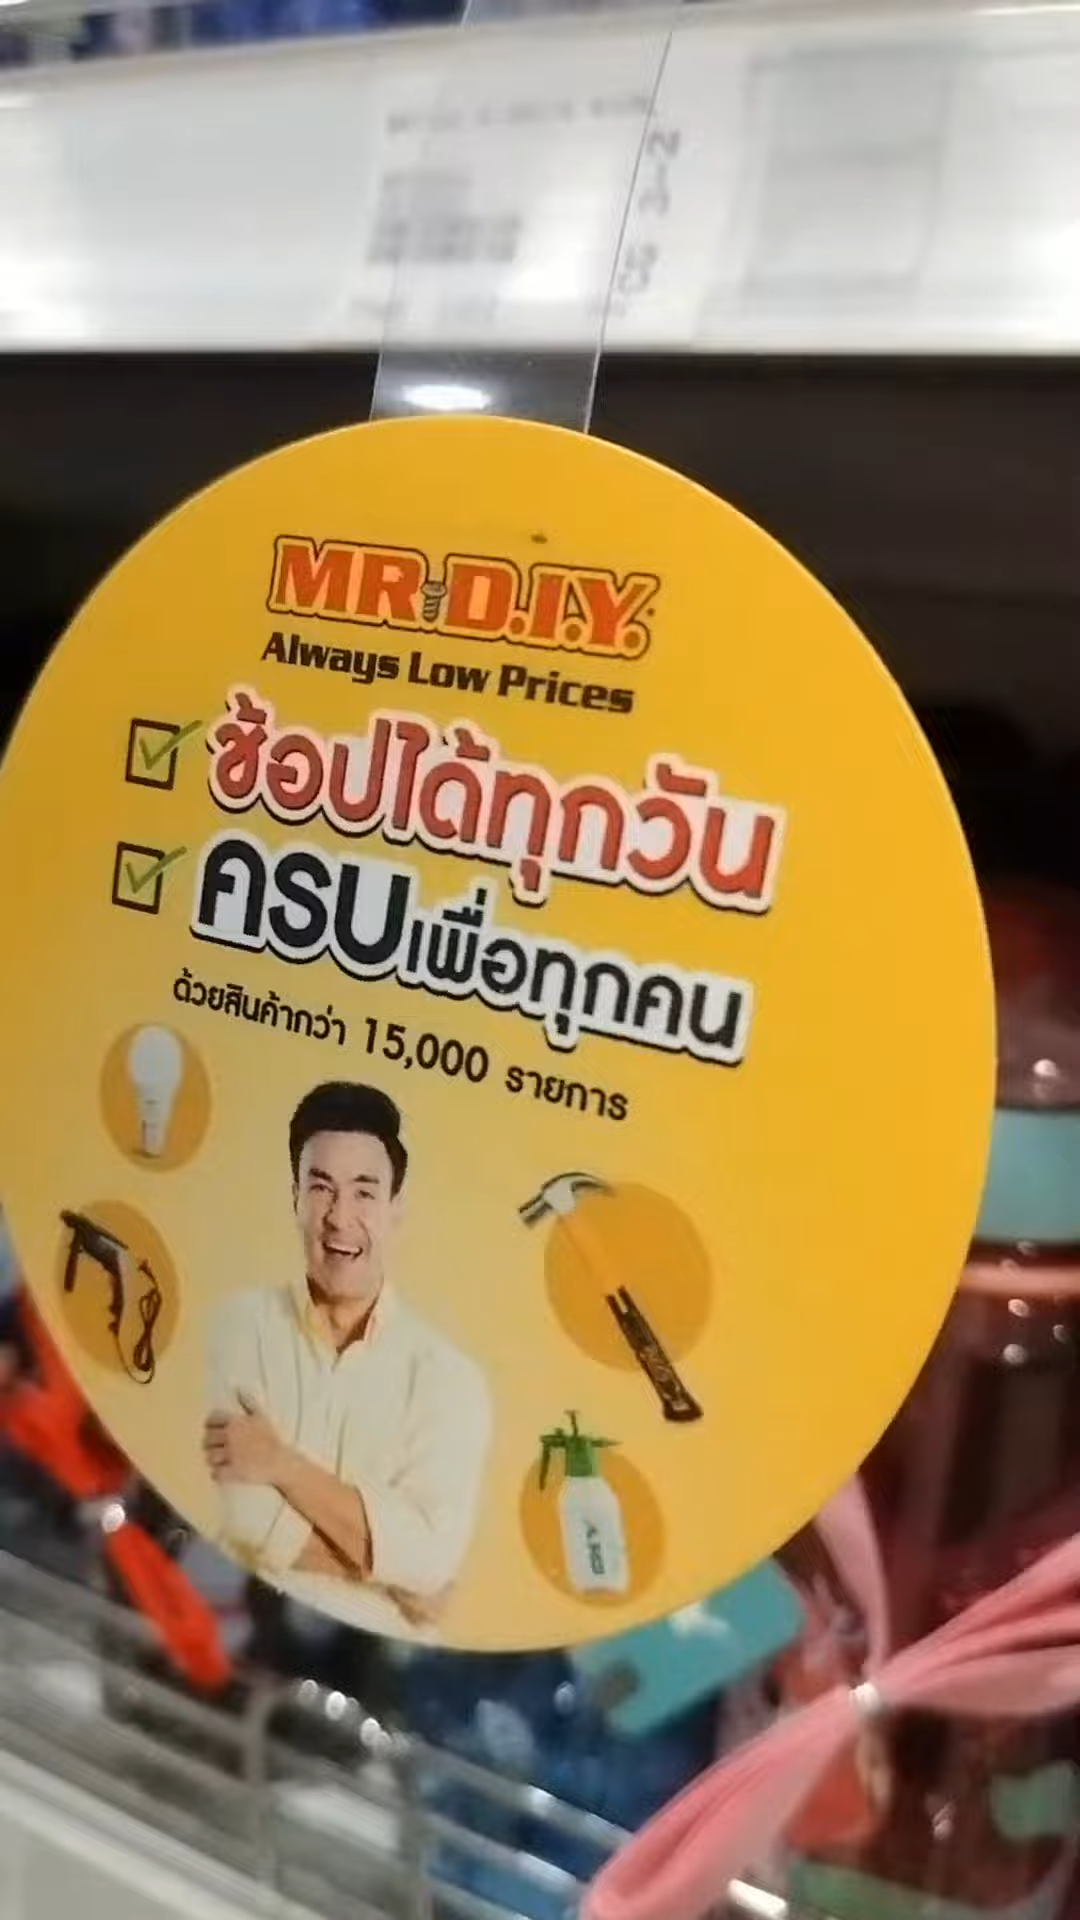 3-2
MR.D.I.Y.
Always Low Prices
ช้อปได้ทุกวัน
ครบเพื่อทุกคน
ด้วยสินค้ากว่า 15,000 รายการ